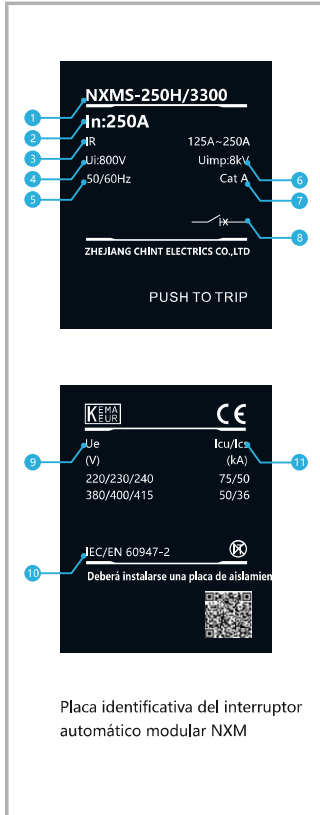 1 NXMS-250H/3300
2 In:250A
3 IR 125A~250A
4 Ui:800V Uimp:8kV 6
5 50/60Hz Cat A 7
8
ZHEJIANG CHINT ELECTRICS CO.,LTD
PUSH TO TRIP
KEMA
KEUR CE
9 Ue Icu/Ics 11
(V) (kA)
220/230/240 75/50
380/400/415 50/36
10 IEC/EN 60947-2
Deberá instalarse una placa de aislamien
Placa identificativa del interruptor
automático modular NXM